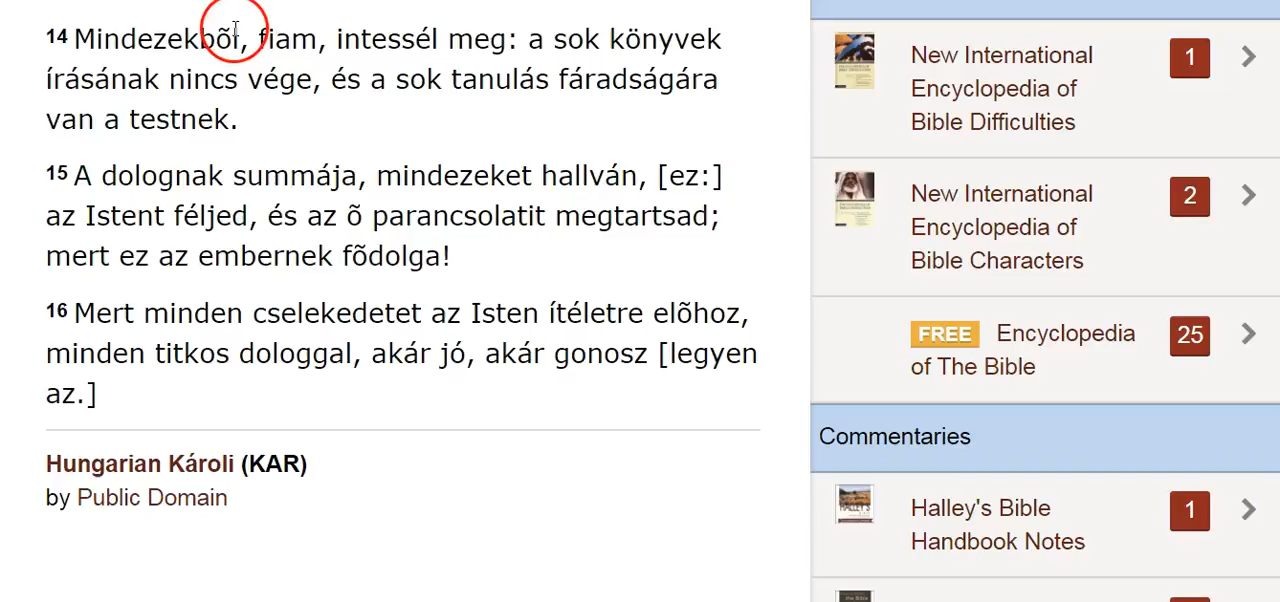 14 Mindezekbõl, fiam, intessél meg: a sok könyvek
írásának nincs vége, és a sok tanulás fáradságára
van a testnek.
15 A dolognak summája, mindezeket hallván, [ez:]
az Istent féljed, és az õ parancsolatit megtartsad;
mert ez az embernek fõdolga!
16 Mert minden cselekedetet az Isten ítéletre elõhoz,
minden titkos dologgal, akár jó, akár gonosz [legyen
az.]
Hungarian Károli (KAR)
by Public Domain
New International
Encyclopedia of
Bible Difficulties
1
New International
Encyclopedia of
Bible Characters
2
FREE Encyclopedia
of The Bible
25
Commentaries
Halley's Bible
Handbook Notes
1